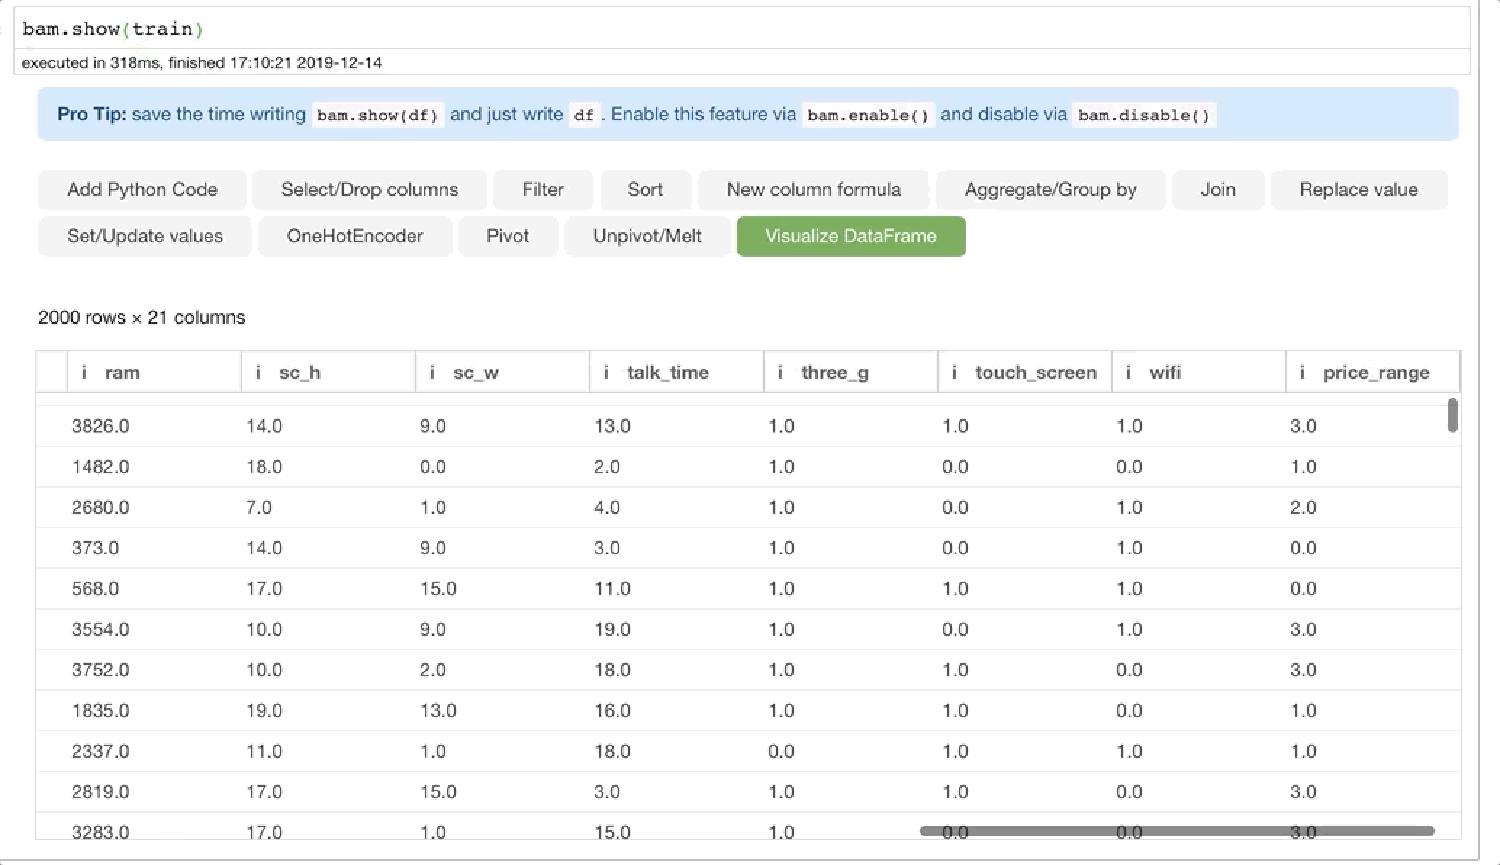 bam.show(train)
executed in 318ms, finished 17:10:21 2019-12-14
Pro Tip: save the time writing bam.show(df) and just write df . Enable this feature via bam.enable() and disable via bam.disable()
Add Python Code Select/Drop columns Filter Sort New column formula Aggregate/Group by Join Replace value
Set/Update values OneHotEncoder Pivot Unpivot/Melt Visualize DataFrame
2000 rows × 21 columns
i ram i sc_h i sc_w i talk_time i three_g i touch_screen i wifi i price_range
3826.0 14.0 9.0 13.0 1.0 1.0 1.0 3.0
1482.0 18.0 0.0 2.0 1.0 0.0 0.0 1.0
2680.0 7.0 1.0 4.0 1.0 0.0 1.0 2.0
373.0 14.0 9.0 3.0 1.0 0.0 1.0 0.0
568.0 17.0 15.0 11.0 1.0 1.0 1.0 0.0
3554.0 10.0 9.0 19.0 1.0 0.0 1.0 3.0
3752.0 10.0 2.0 18.0 1.0 1.0 0.0 3.0
1835.0 19.0 13.0 16.0 1.0 1.0 0.0 1.0
2337.0 11.0 1.0 18.0 0.0 1.0 1.0 1.0
2819.0 17.0 15.0 3.0 1.0 1.0 0.0 3.0
3283.0 17.0 1.0 15.0 1.0 0.0 0.0 3.0